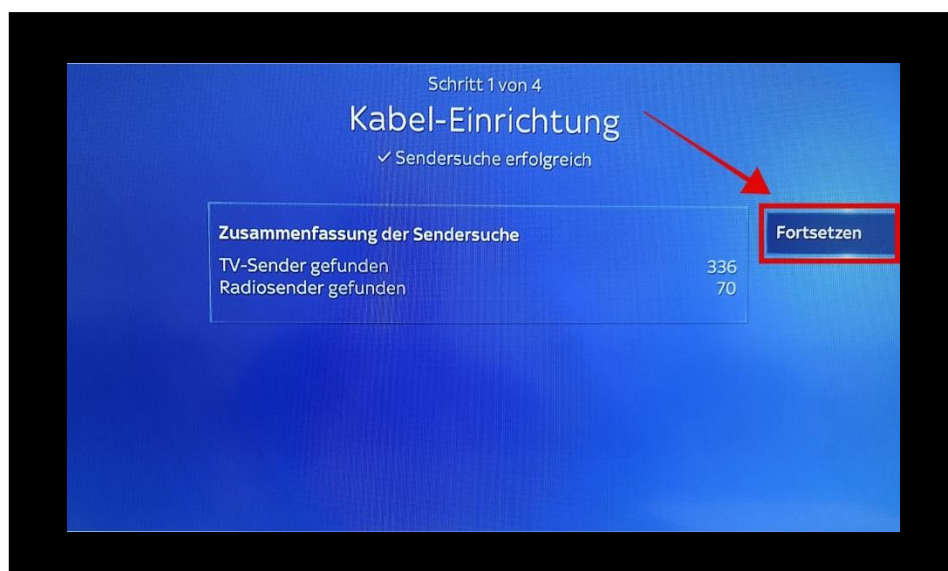 Schritt 1 von 4
Kabel-Einrichtung
✓ Sendersuche erfolgreich
Zusammenfassung der Sendersuche
TV-Sender gefunden 336
Radiosender gefunden 70
Fortsetzen